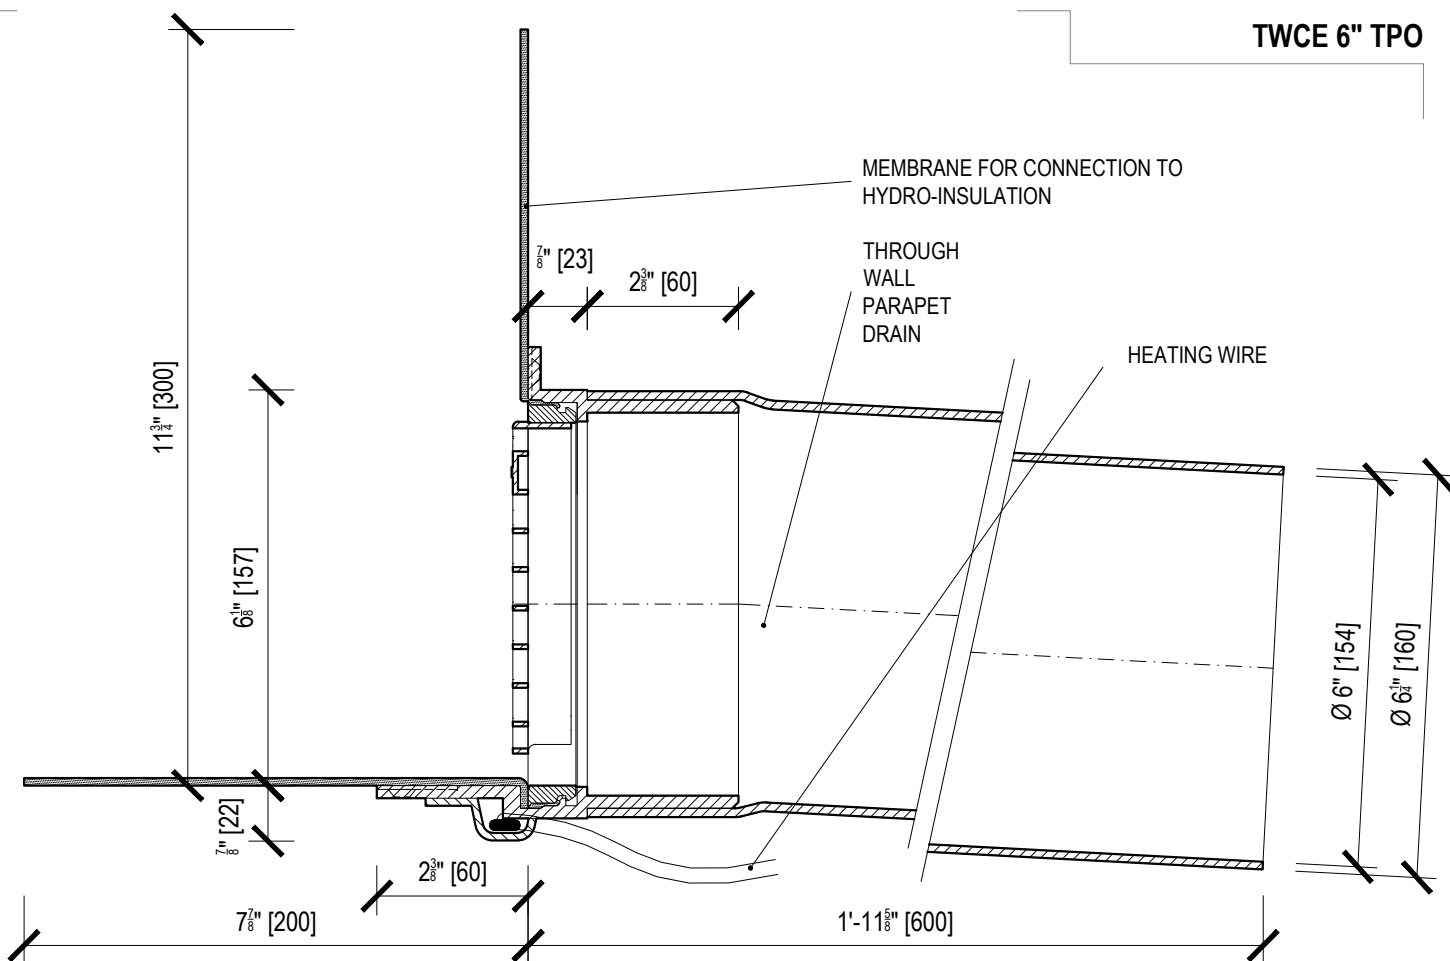 TWCE 6" TPO
MEMBRANE FOR CONNECTION TO
HYDRO-INSULATION
THROUGH
WALL
PARAPET
DRAIN
HEATING WIRE
7/8" [23]
2 3/8" [60]
11 3/4" [300]
6 1/8" [157]
7/8" [22]
2 3/8" [60]
7 7/8" [200]
1'-11 5/8" [600]
Ø 6" [154]
Ø 6 1/4" [160]